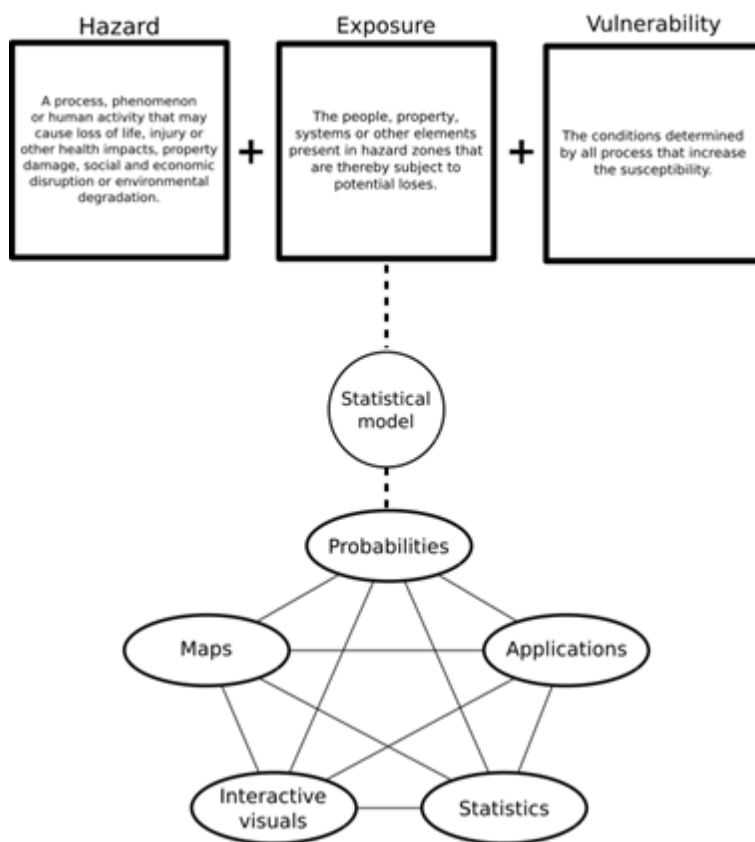 Hazard
Exposure
Vulnerability
A process, phenomenon
or human activity that may
cause loss of life, injury or
other health impacts, property
damage, social and economic
disruption or environmental
degradation.
+
The people, property,
systems or other elements
present in hazard zones that
are thereby subject to
potential loses.
+
The conditions determined
by all process that increase
the susceptibility.
Statistical
model
Probabilities
Maps
Applications
Interactive
visuals
Statistics